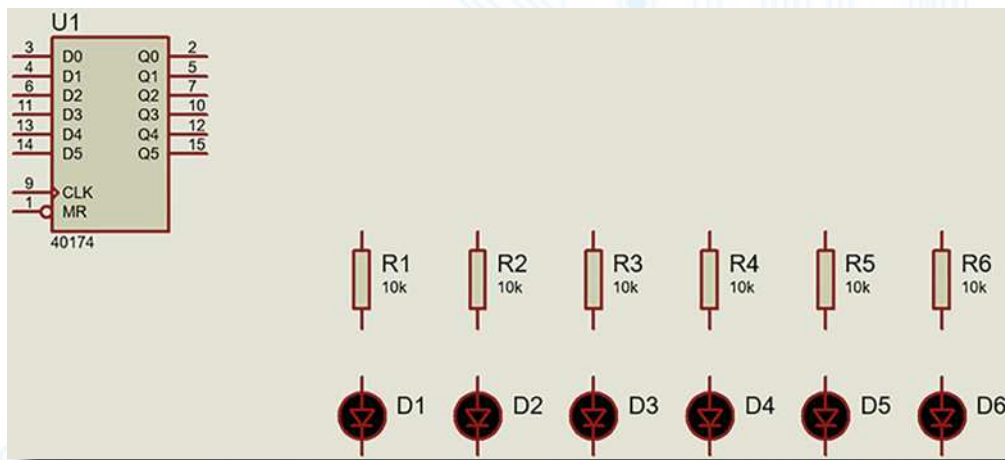 U1
3 D0 Q0 2
4 D1 Q1 5
6 D2 Q2 7
11 D3 Q3 10
13 D4 Q4 12
14 D5 Q5 15
9 CLK
1 MR
40174
R1 R2 R3 R4 R5 R6
10k 10k 10k 10k 10k 10k
D1 D2 D3 D4 D5 D6